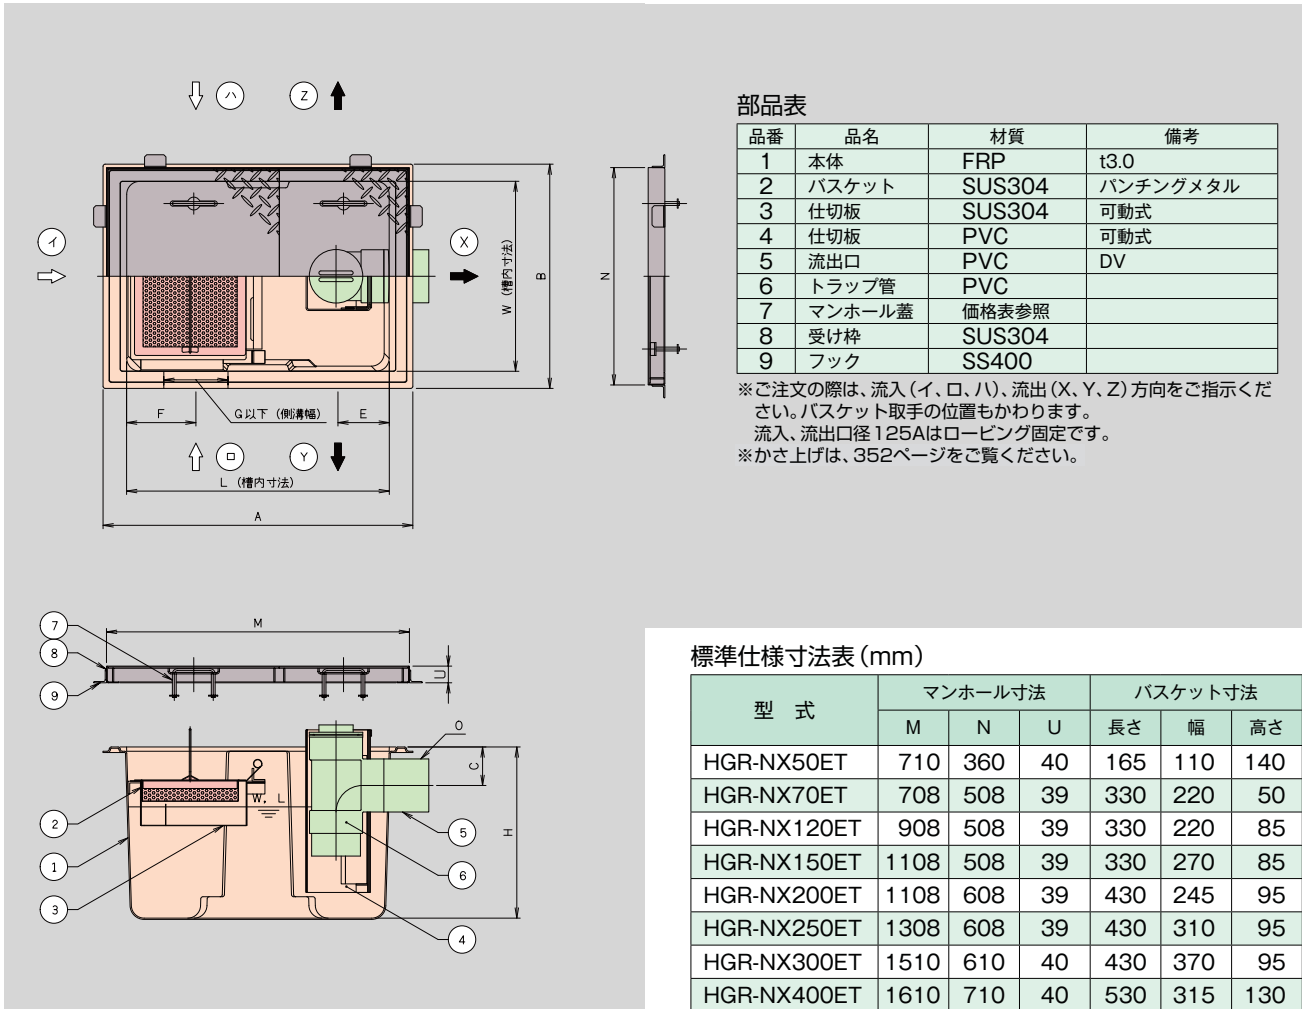 ハ Z
イ X
W(槽内寸法)
B
N
F G以下(側溝幅) E
ロ Y
L(槽内寸法)
A
部品表
品番 品名 材質 備考
1 本体 FRP t3.0
2 バスケット SUS304 パンチングメタル
3 仕切板 SUS304 可動式
4 仕切板 PVC 可動式
5 流出口 PVC DV
6 トラップ管 PVC
7 マンホール蓋 価格表参照
8 受け枠 SUS304
9 フック SS400
※ご注文の際は、流入(イ、ロ、ハ)、流出(X、Y、Z)方向をご指示くだ
さい。バスケット取手の位置もかわります。
流入、流出口径125Aはロービング固定です。
※かさ上げは、352ページをご覧ください。
7 M
8
9 U
O
C
W.L
H
2
1
3
5
6
4
標準仕様寸法表(mm)
型 式 マンホール寸法 バスケット寸法
M N U 長さ 幅 高さ
HGR-NX50ET 710 360 40 165 110 140
HGR-NX70ET 708 508 39 330 220 50
HGR-NX120ET 908 508 39 330 220 85
HGR-NX150ET 1108 508 39 330 270 85
HGR-NX200ET 1108 608 39 430 245 95
HGR-NX250ET 1308 608 39 430 310 95
HGR-NX300ET 1510 610 40 430 370 95
HGR-NX400ET 1610 710 40 530 315 130